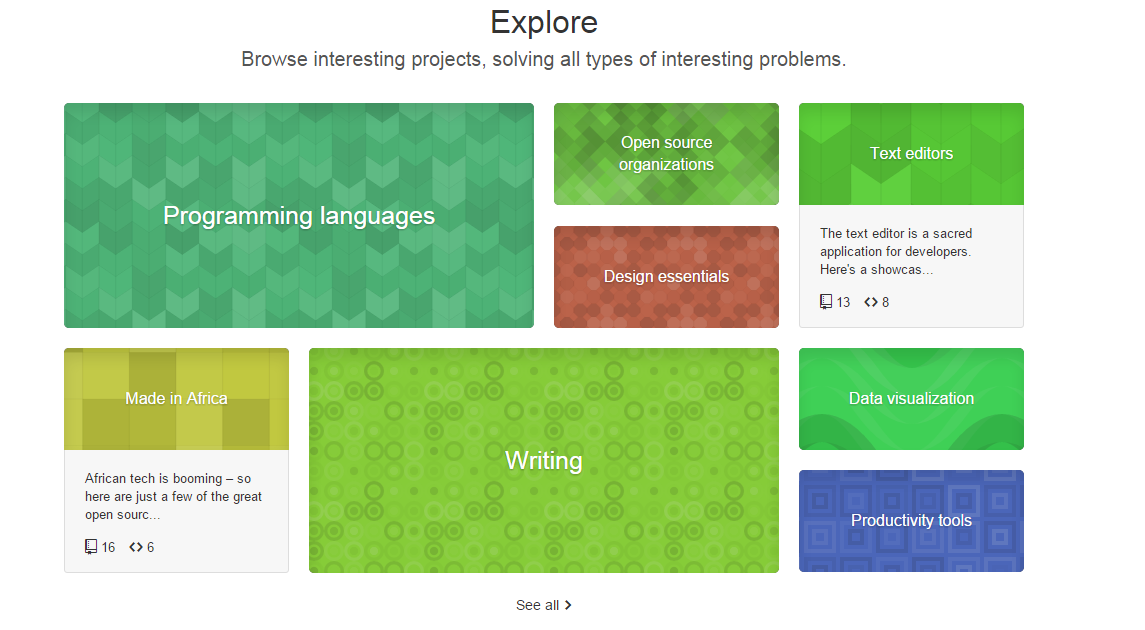 Explore
Browse interesting projects, solving all types of interesting problems.
Programming languages
Open source
organizations
Design essentials
Text editors
The text editor is a sacred
application for developers.
Here's a showcas...
13 8
Made in Africa
African tech is booming – so
here are just a few of the great
open sourc...
16 6
Writing
Data visualization
Productivity tools
See all